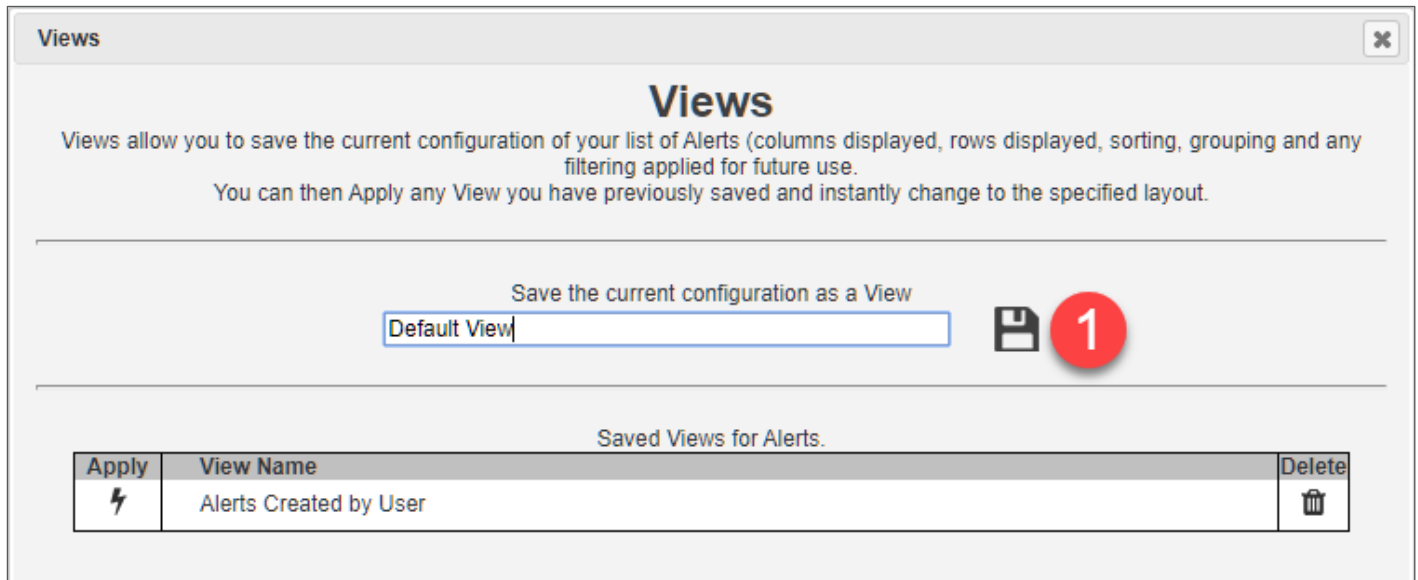 Views
Views
Views allow you to save the current configuration of your list of Alerts (columns displayed, rows displayed, sorting, grouping and any
filtering applied for future use.
You can then Apply any View you have previously saved and instantly change to the specified layout.
Save the current configuration as a View
Default View
1
Saved Views for Alerts.
Apply View Name Delete
Alerts Created by User